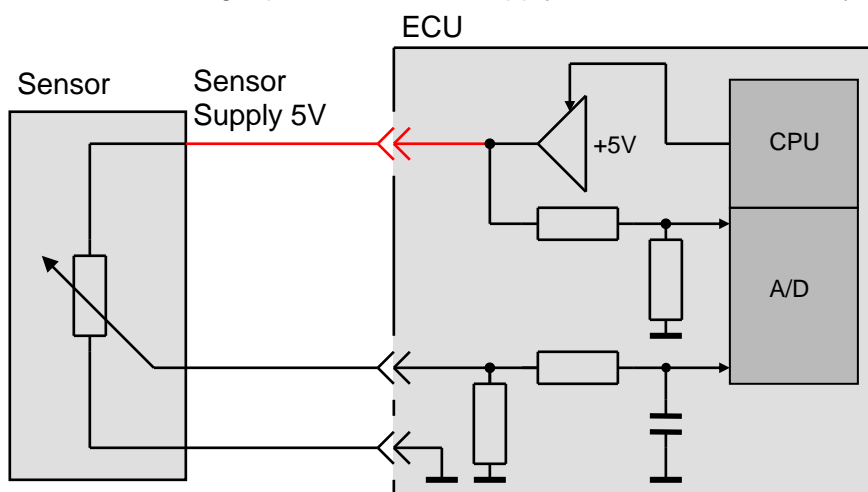 ECU
Sensor
Sensor
Supply 5V
+5V
CPU
A/D